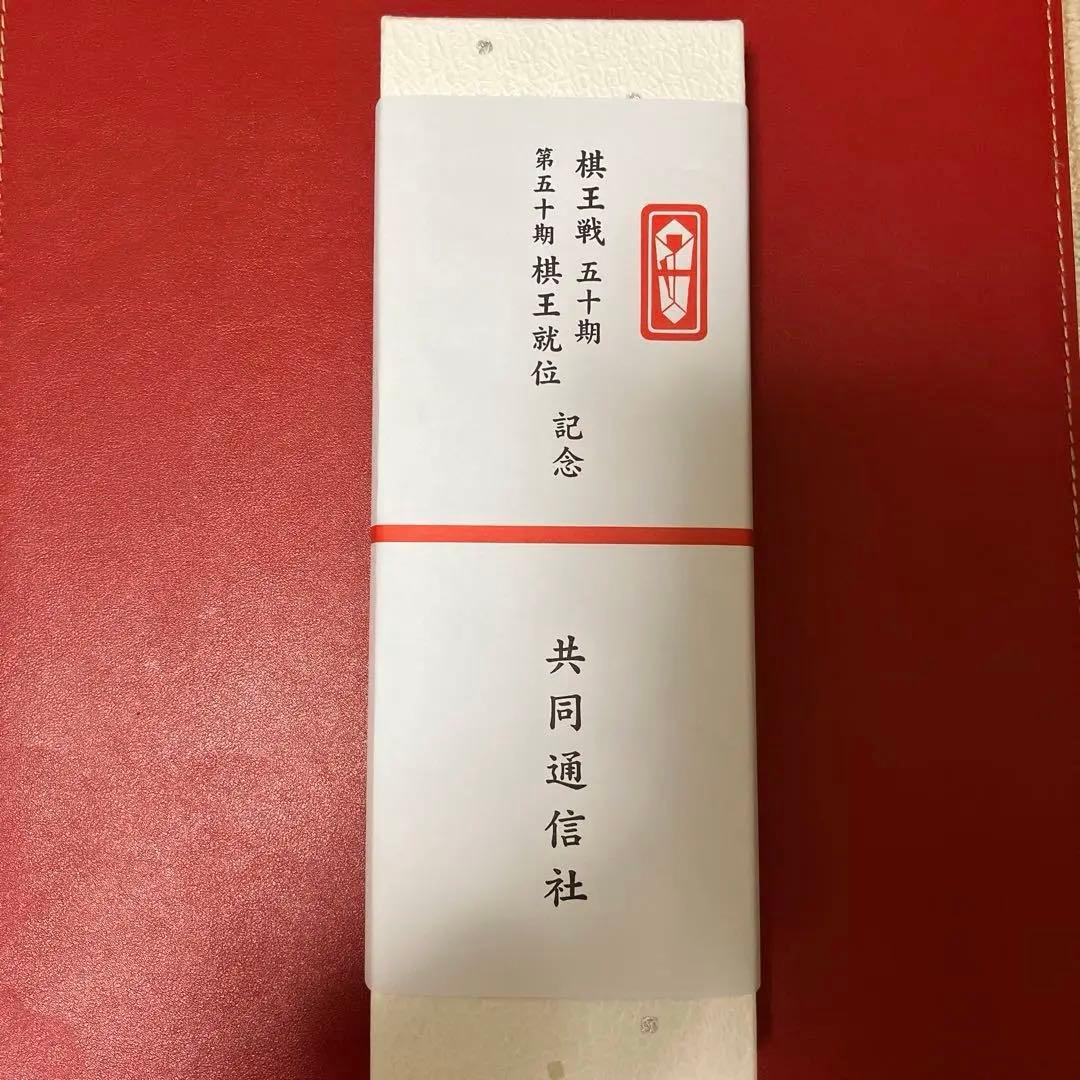 棋王戦 五十期
第五十期 棋王就位
記念
共同通信社